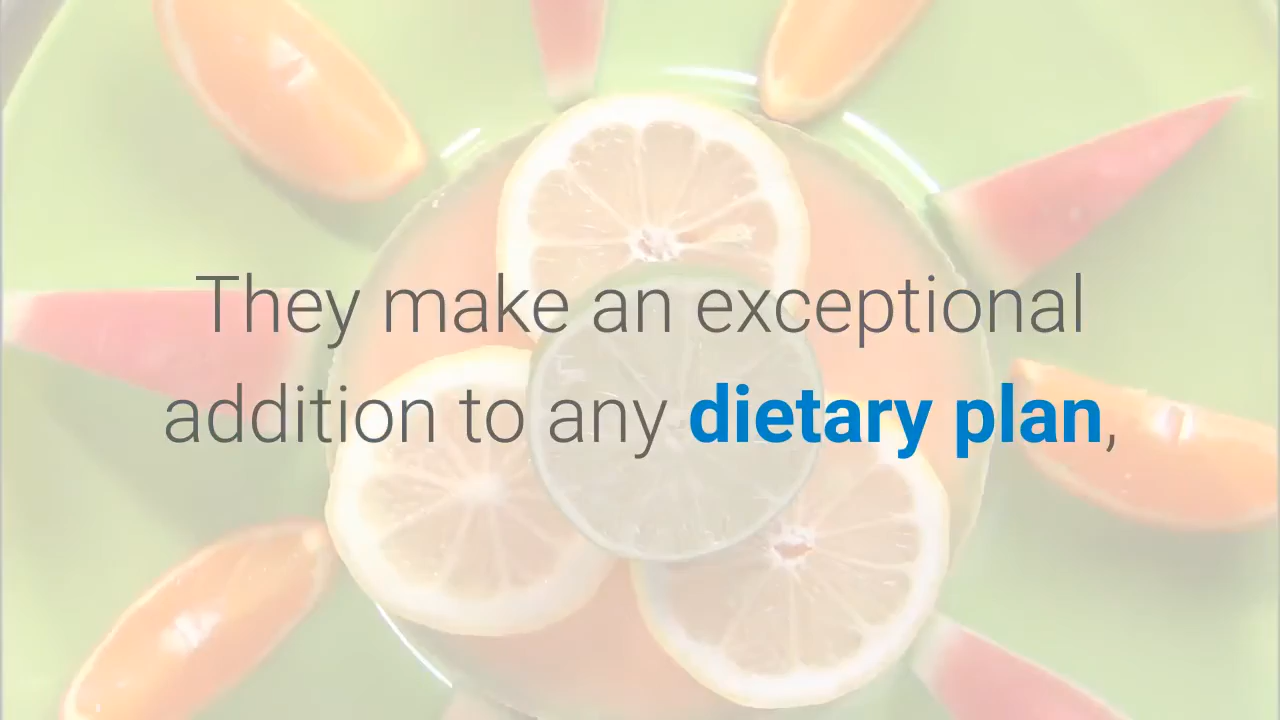 They make an exceptional
addition to any dietary plan,